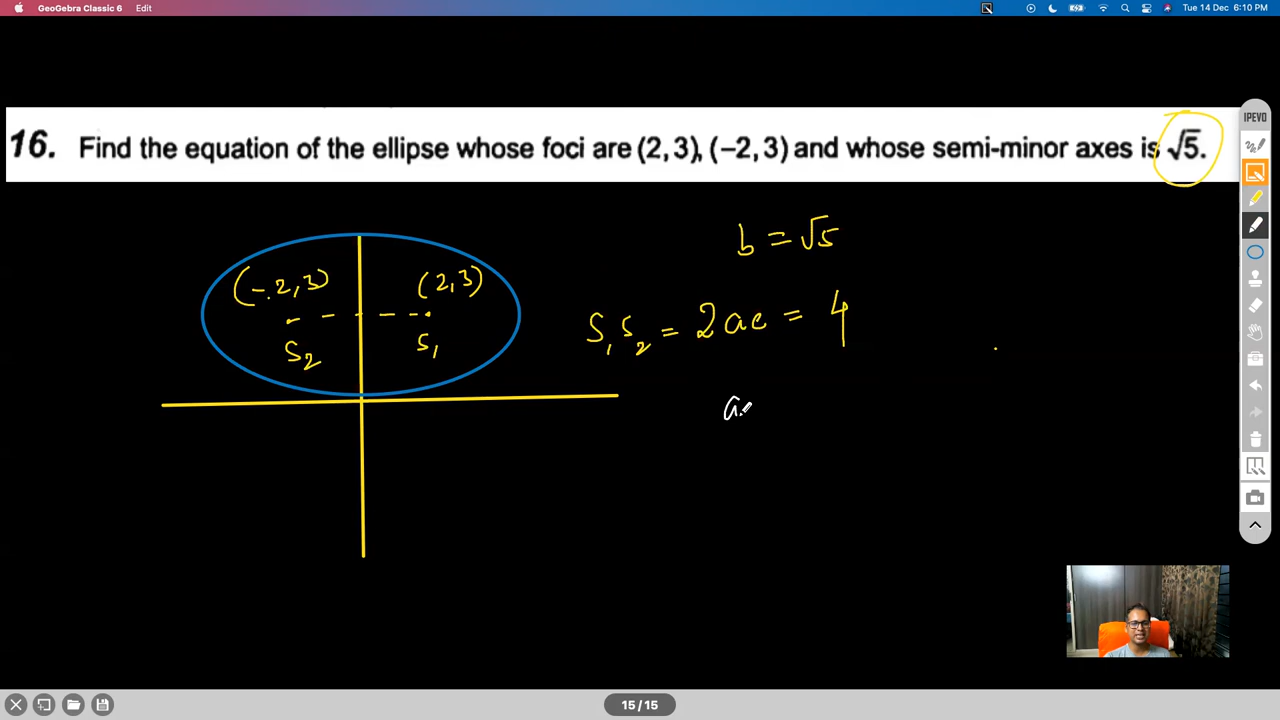 GeoGebra Classic 6 Edit Tue 14 Dec 6:10 PM
IPEVO
16. Find the equation of the ellipse whose foci are (2, 3), (−2, 3) and whose semi-minor axes is √5.
b = √5
(-2,3) (2,3)
S₁S₂ = 2ae = 4
S₂ S₁
a
15 / 15